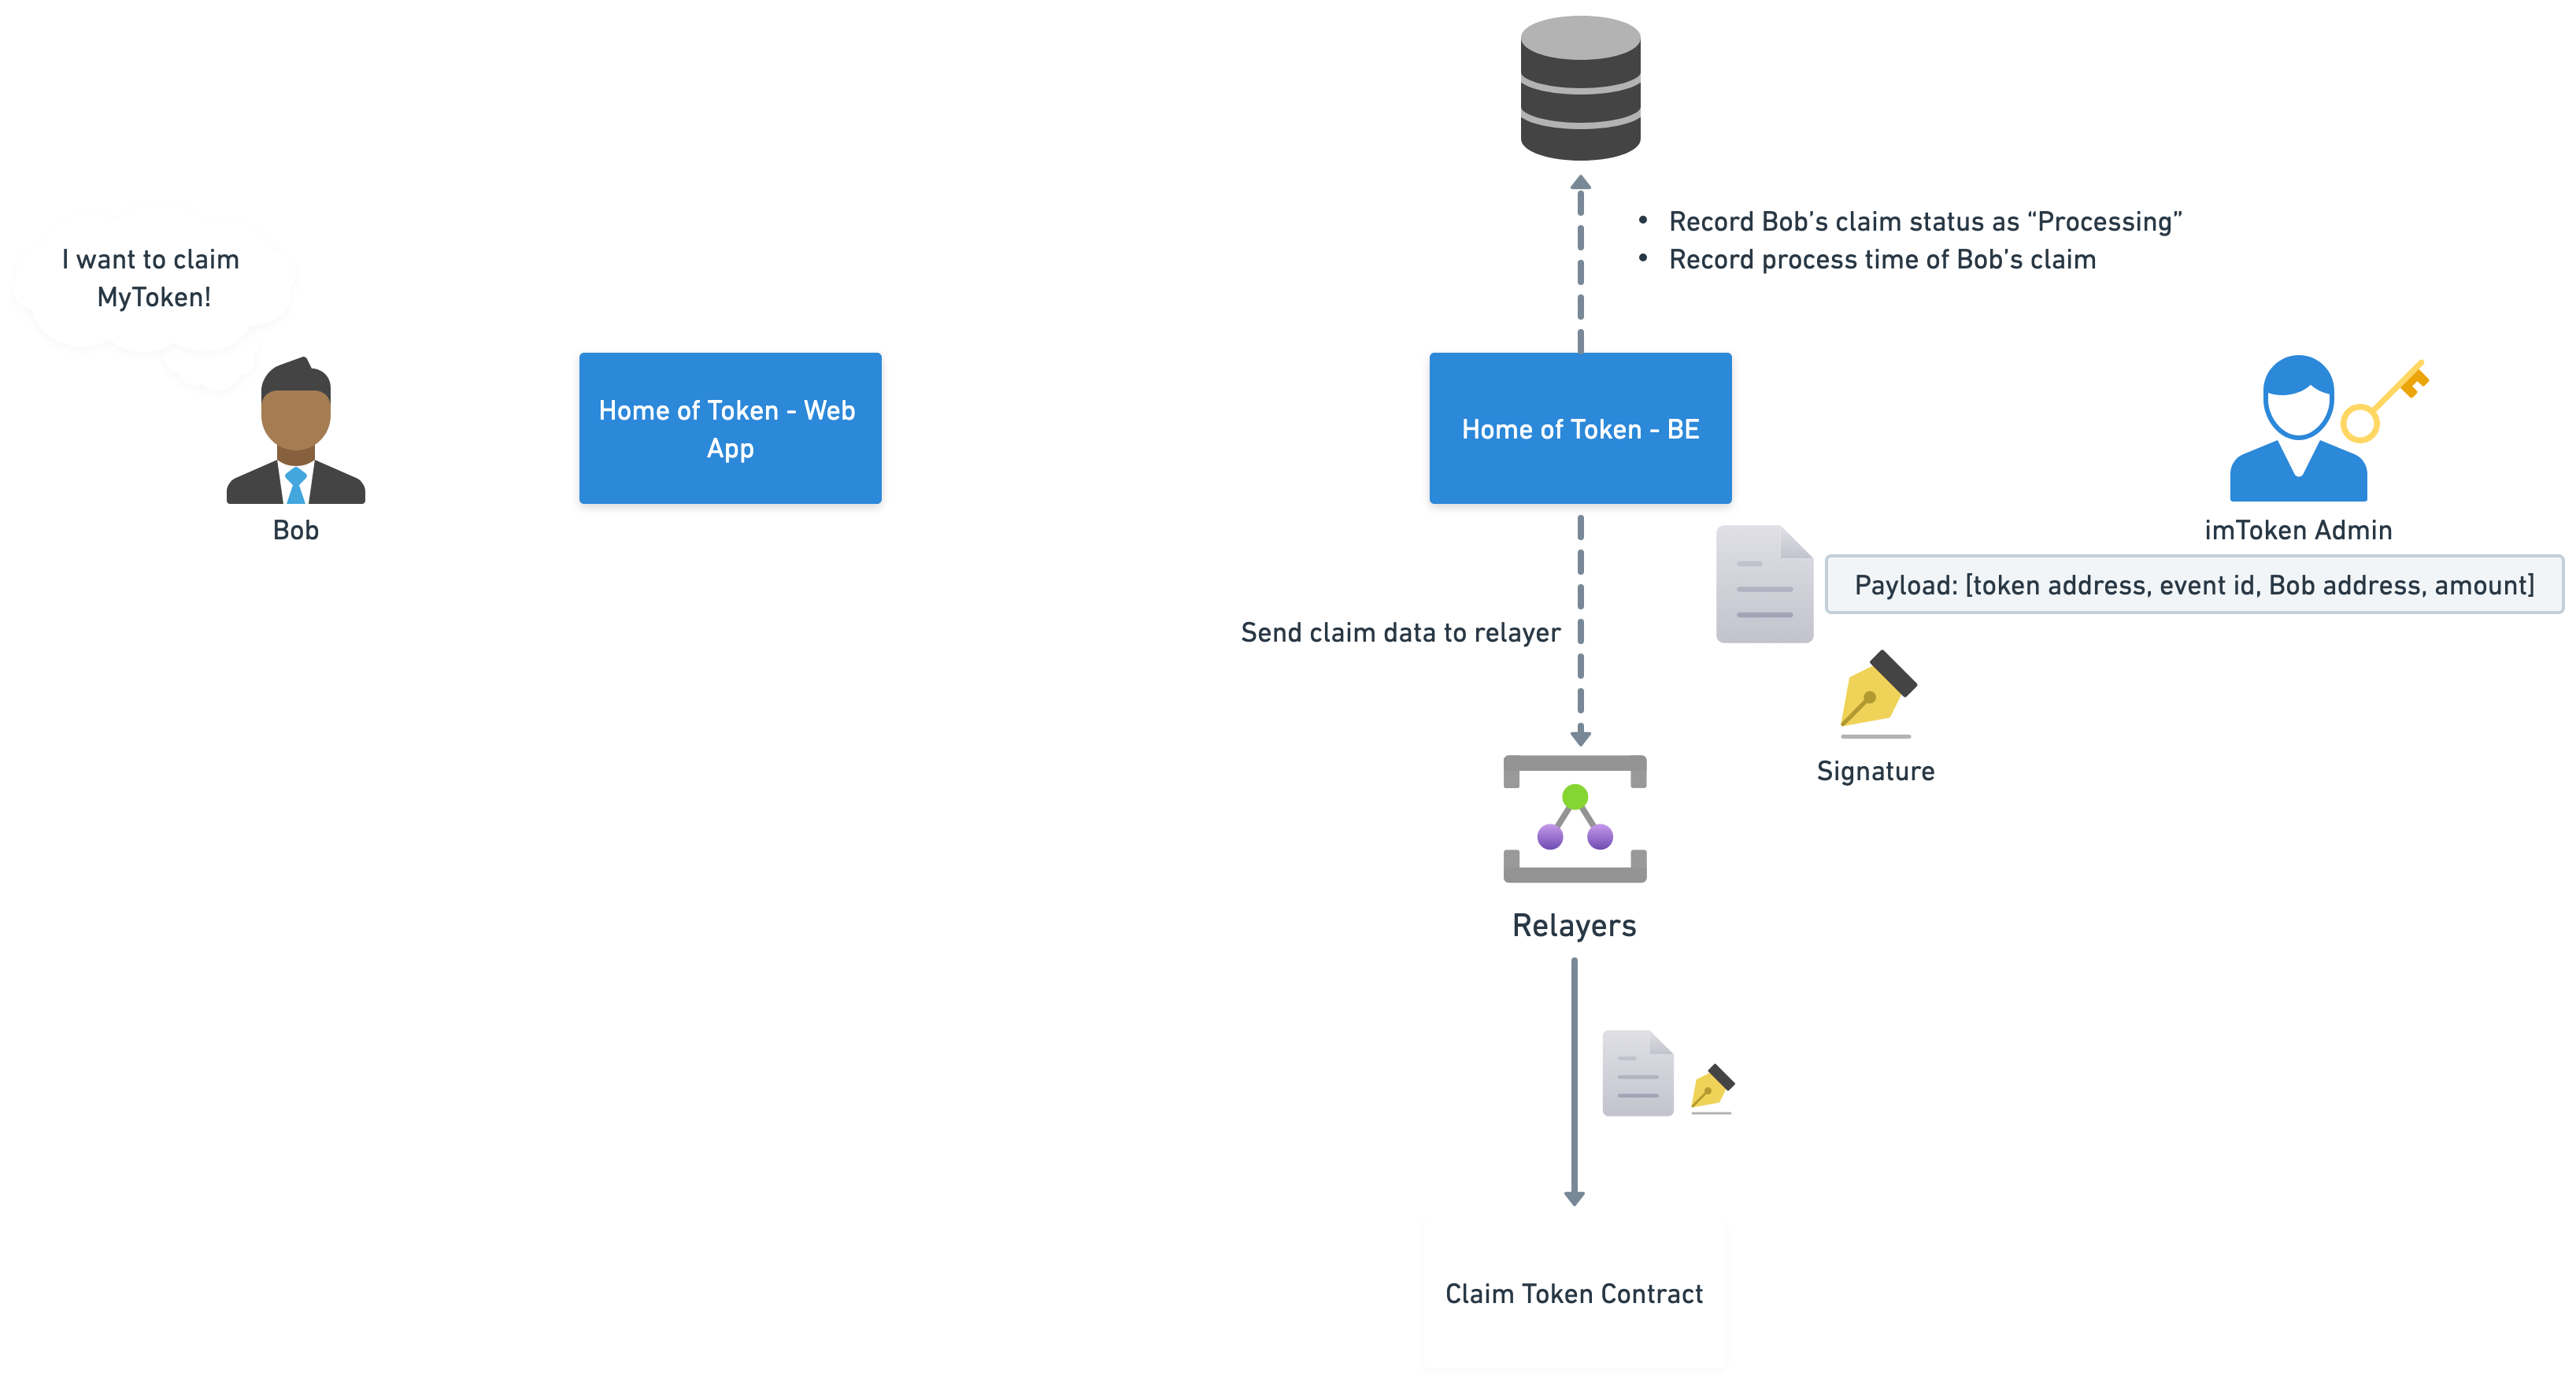 • Record Bob’s claim status as “Processing”
• Record process time of Bob’s claim
I want to claim
MyToken!
Home of Token - Web
App
Home of Token - BE
Bob
imToken Admin
Payload: [token address, event id, Bob address, amount]
Send claim data to relayer
Signature
Relayers
Claim Token Contract